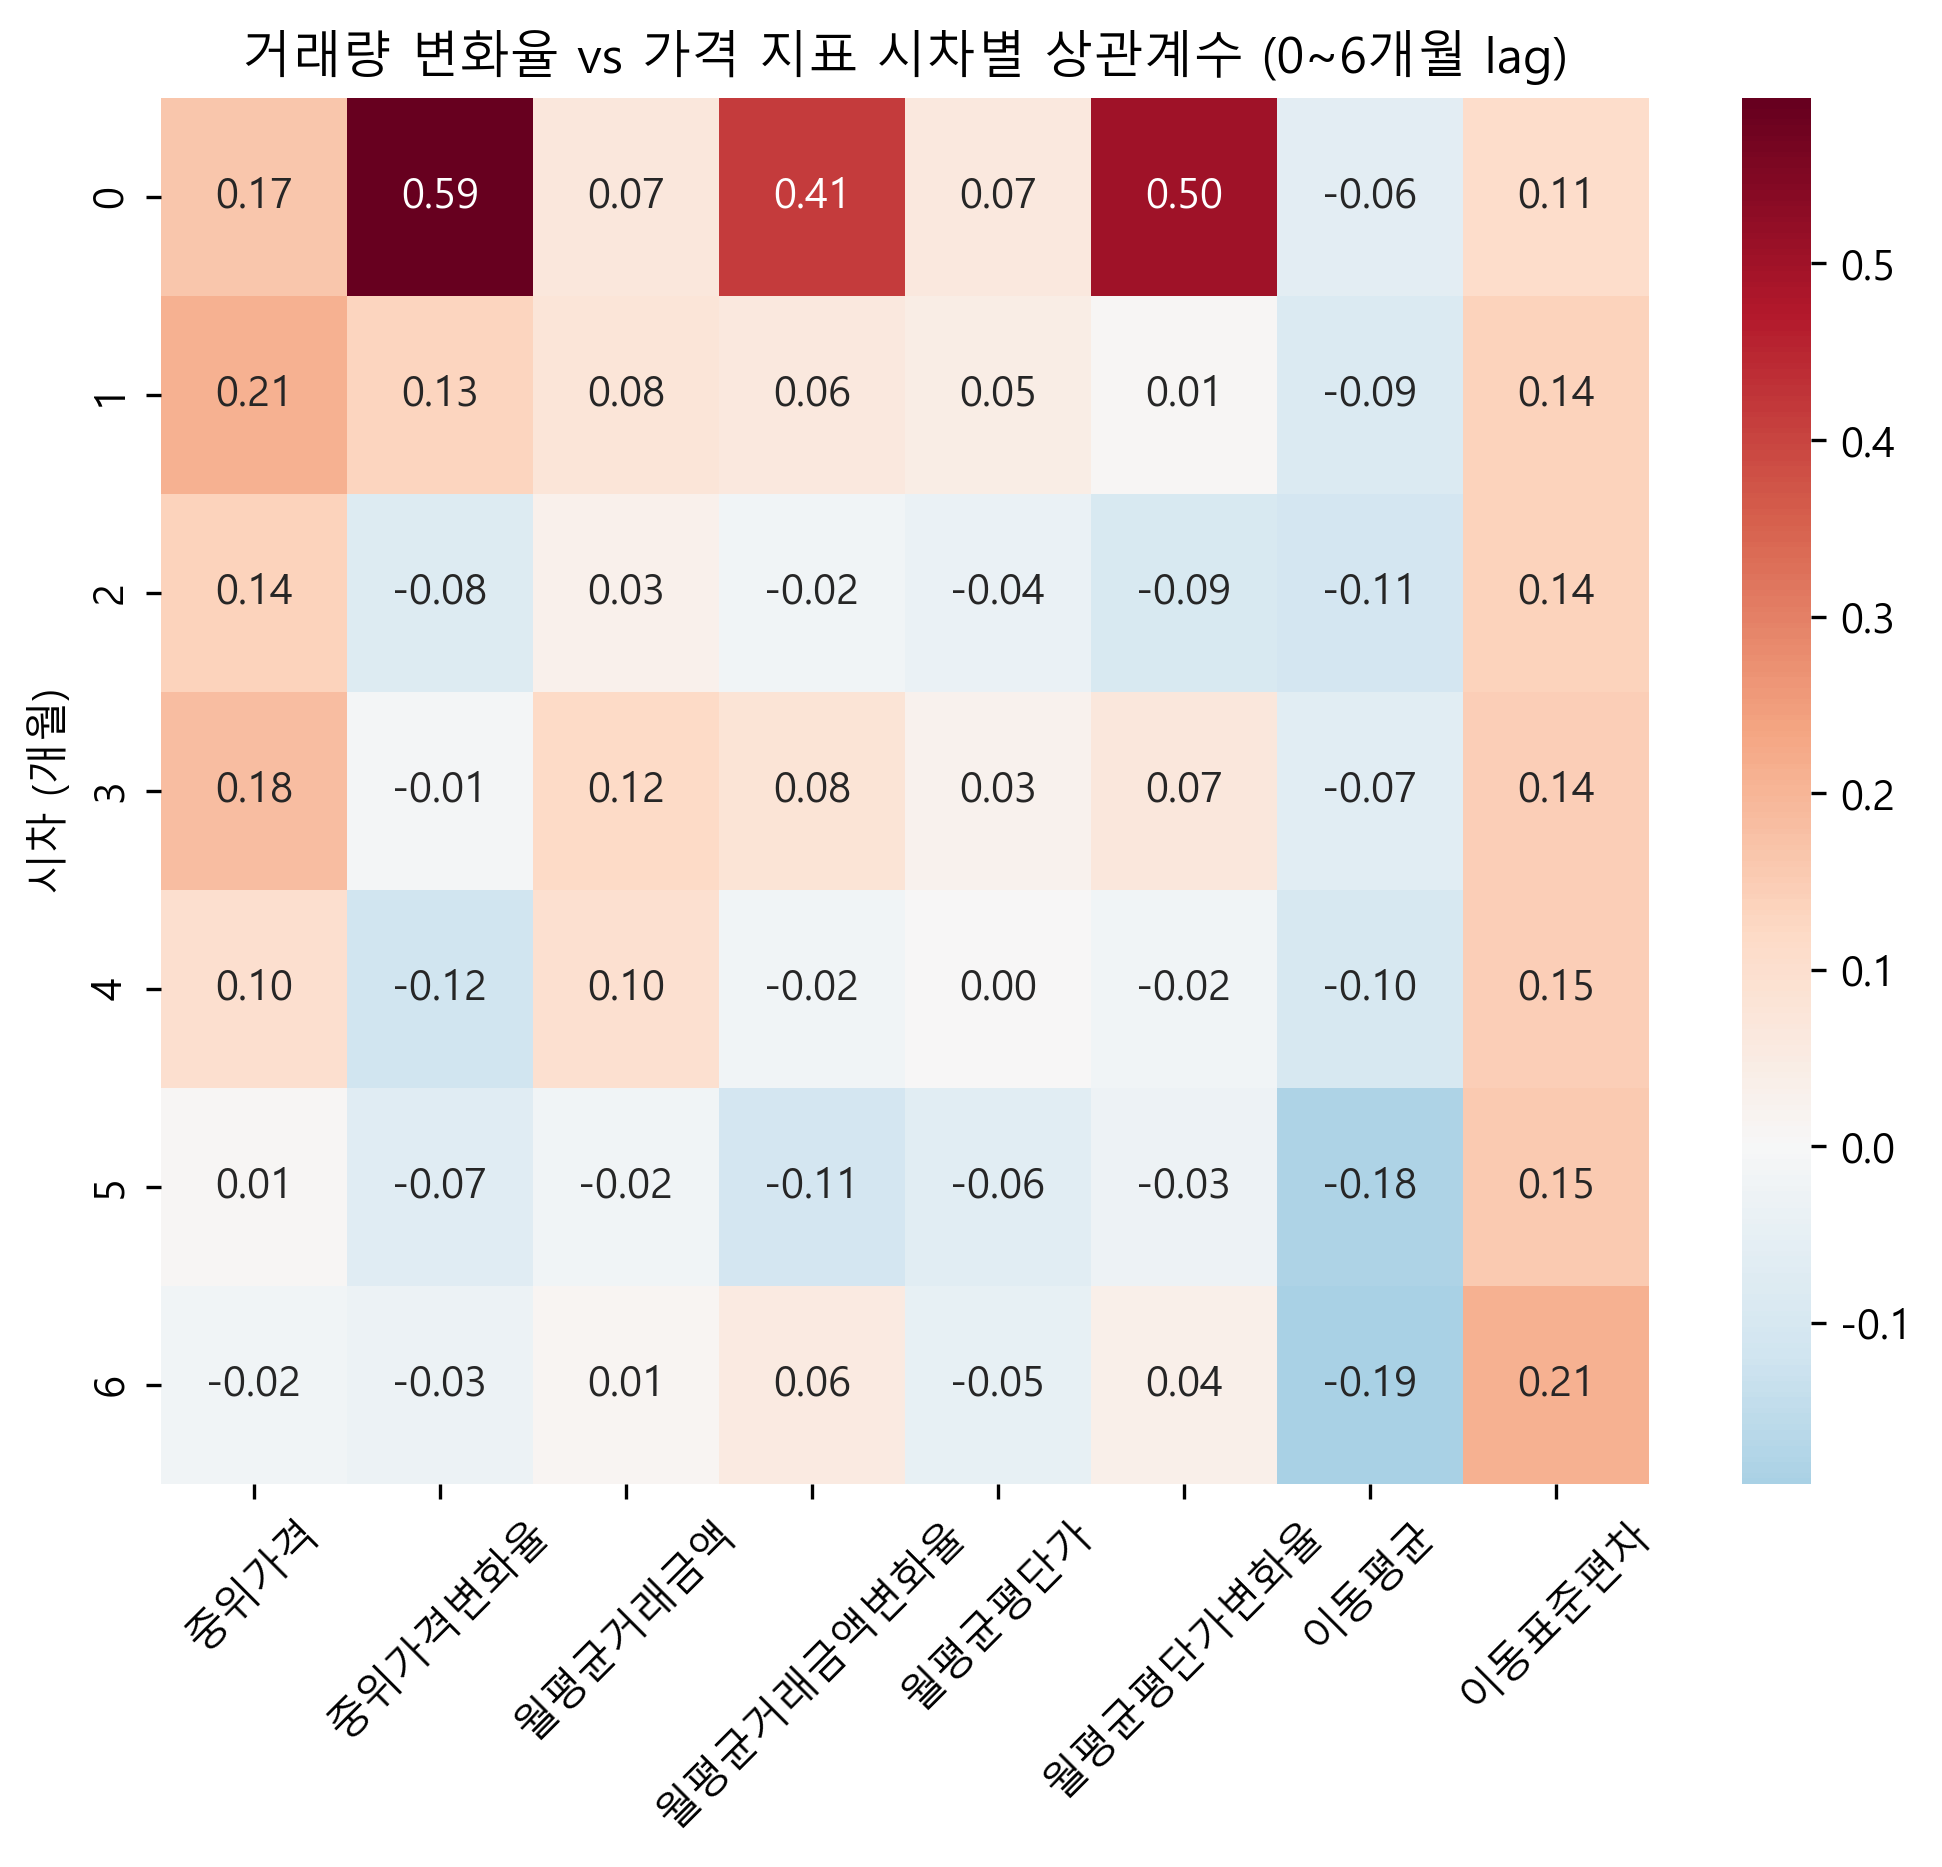 거래량 변화율 vs 가격 지표 시차별 상관계수 (0~6개월 lag)
시차 (개월)
0 0.17 0.59 0.07 0.41 0.07 0.50 -0.06 0.11
1 0.21 0.13 0.08 0.06 0.05 0.01 -0.09 0.14
2 0.14 -0.08 0.03 -0.02 -0.04 -0.09 -0.11 0.14
3 0.18 -0.01 0.12 0.08 0.03 0.07 -0.07 0.14
4 0.10 -0.12 0.10 -0.02 0.00 -0.02 -0.10 0.15
5 0.01 -0.07 -0.02 -0.11 -0.06 -0.03 -0.18 0.15
6 -0.02 -0.03 0.01 0.06 -0.05 0.04 -0.19 0.21
중위가격
중위가격변화율
월평균거래금액
월평균거래금액변화율
월평균평단가
월평균평단가변화율
이동평균
이동표준편차
0.5
0.4
0.3
0.2
0.1
0.0
-0.1